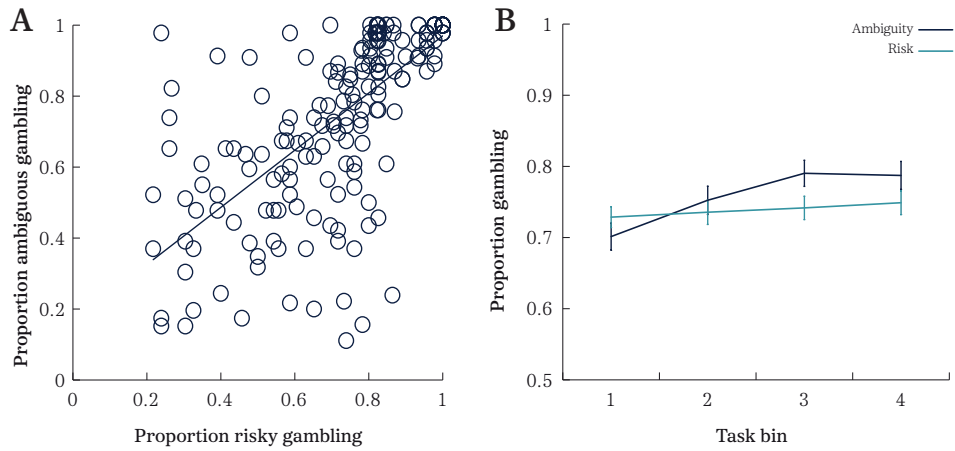 A
Proportion ambiguous gambling
1
0.8
0.6
0.4
0.2
0
0 0.2 0.4 0.6 0.8 1
Proportion risky gambling
B
Proportion gambling
1
0.9
0.8
0.7
0.6
0.5
1 2 3 4
Task bin
Ambiguity
Risk